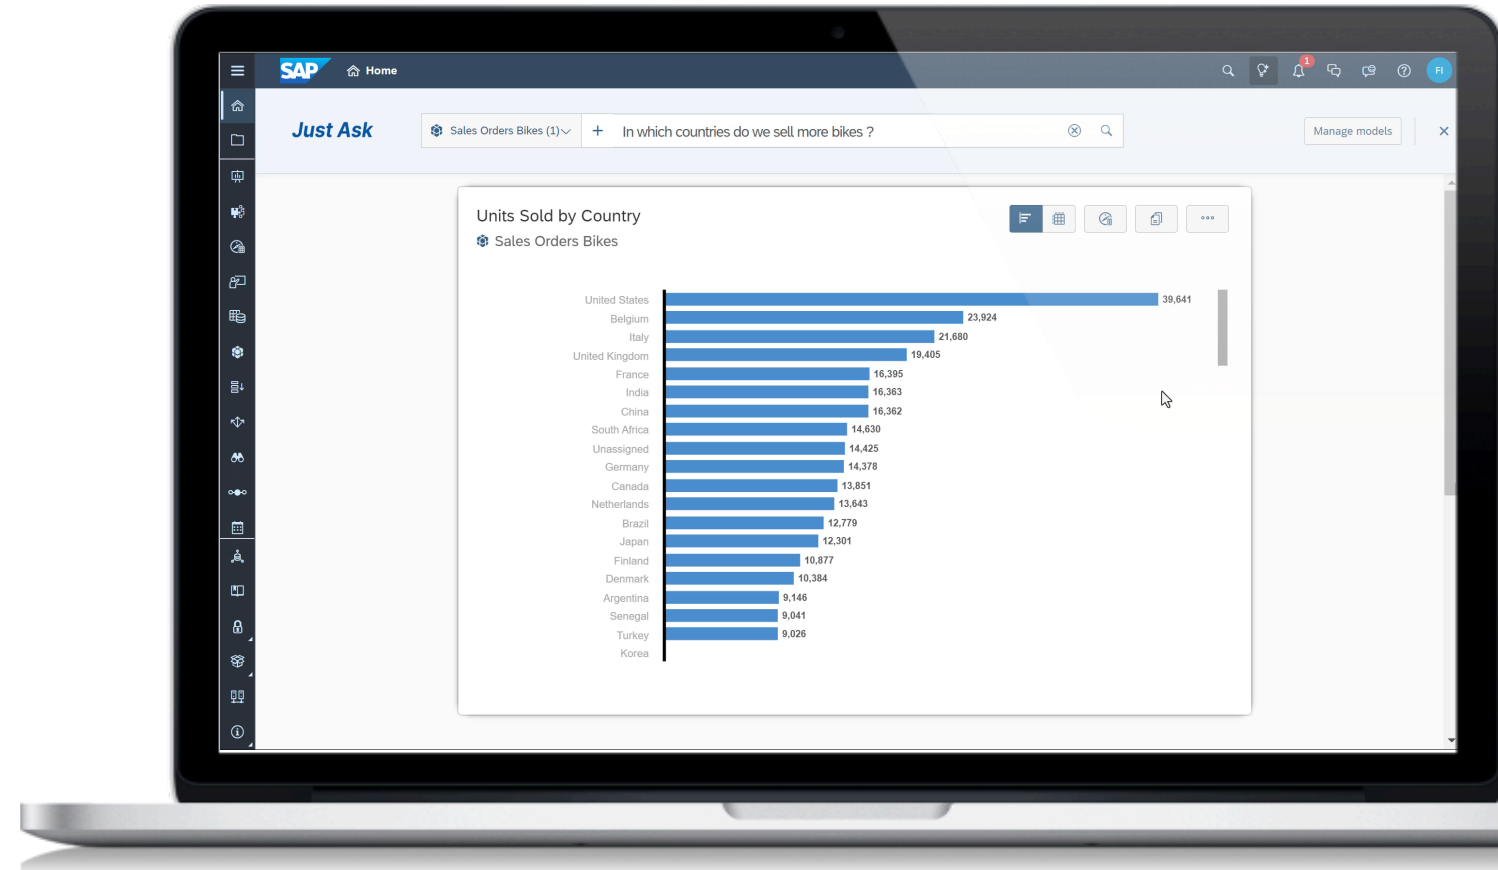 SAP Home
1
FI
Just Ask
Sales Orders Bikes (1)
In which countries do we sell more bikes ?
Manage models
Units Sold by Country
Sales Orders Bikes
United States 39,641
Belgium 23,924
Italy 21,680
United Kingdom 19,405
France 16,395
India 16,363
China 16,362
South Africa 14,630
Unassigned 14,425
Germany 14,378
Canada 13,851
Netherlands 13,643
Brazil 12,779
Japan 12,301
Finland 10,877
Denmark 10,384
Argentina 9,146
Senegal 9,041
Turkey 9,026
Korea